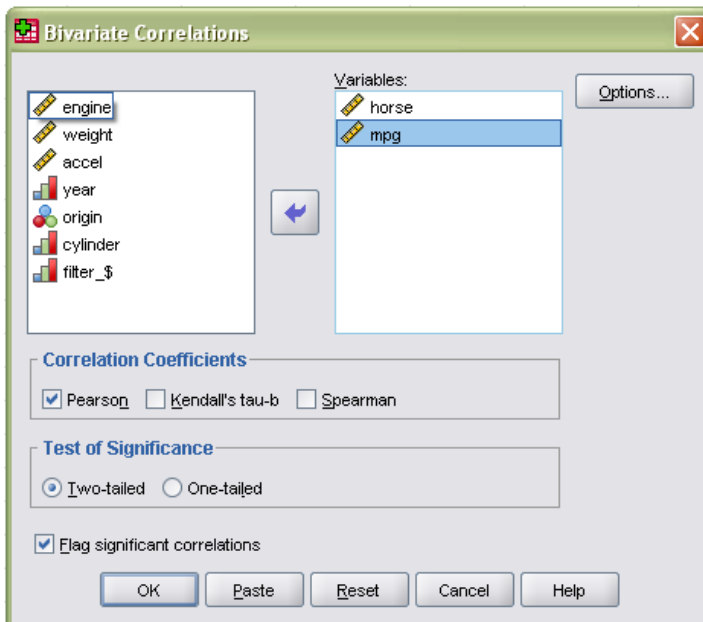 Bivariate Correlations
Variables:
engine
weight
accel
year
origin
cylinder
filter_$
horse
mpg
Options...
Correlation Coefficients
Pearson Kendall's tau-b Spearman
Test of Significance
Two-tailed One-tailed
Flag significant correlations
OK Paste Reset Cancel Help